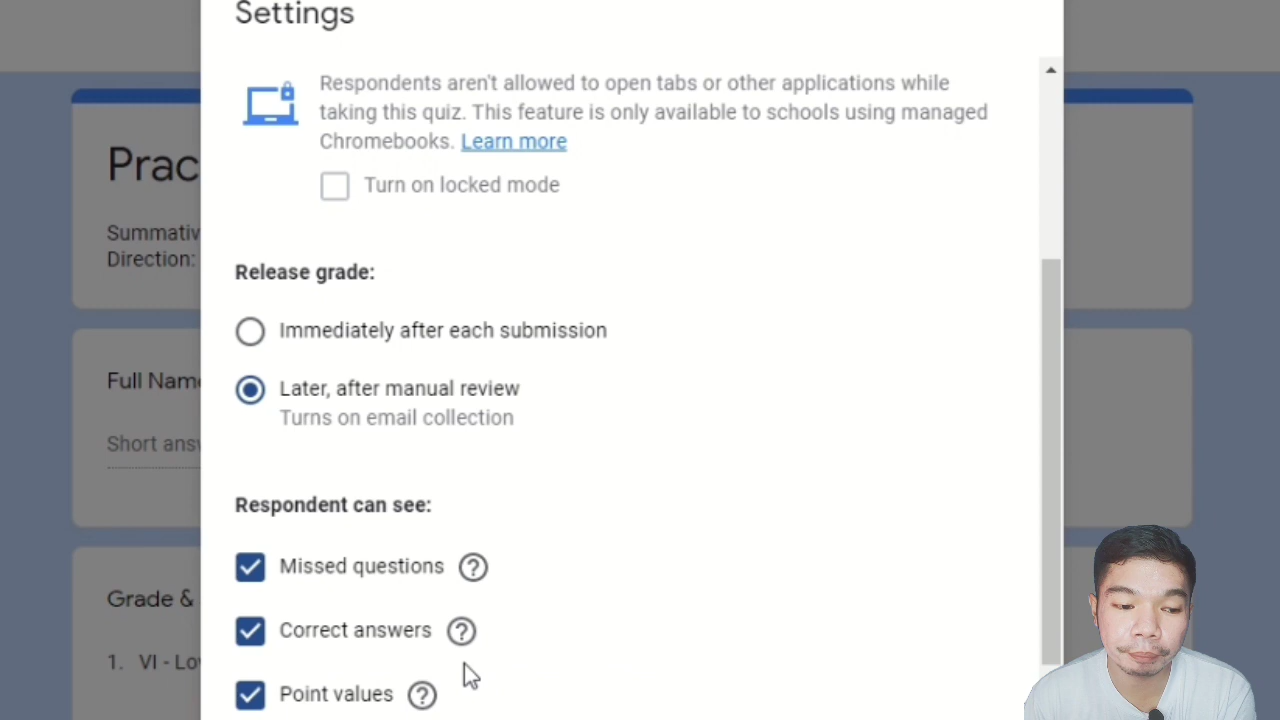 Settings
Respondents aren't allowed to open tabs or other applications while
taking this quiz. This feature is only available to schools using managed
Chromebooks. Learn more
Turn on locked mode
Release grade:
Immediately after each submission
Later, after manual review
Turns on email collection
Respondent can see:
Missed questions
Correct answers
Point values
Prac
Summativ
Direction:
Full Name
Short ans
Grade &
1. VI - Lo